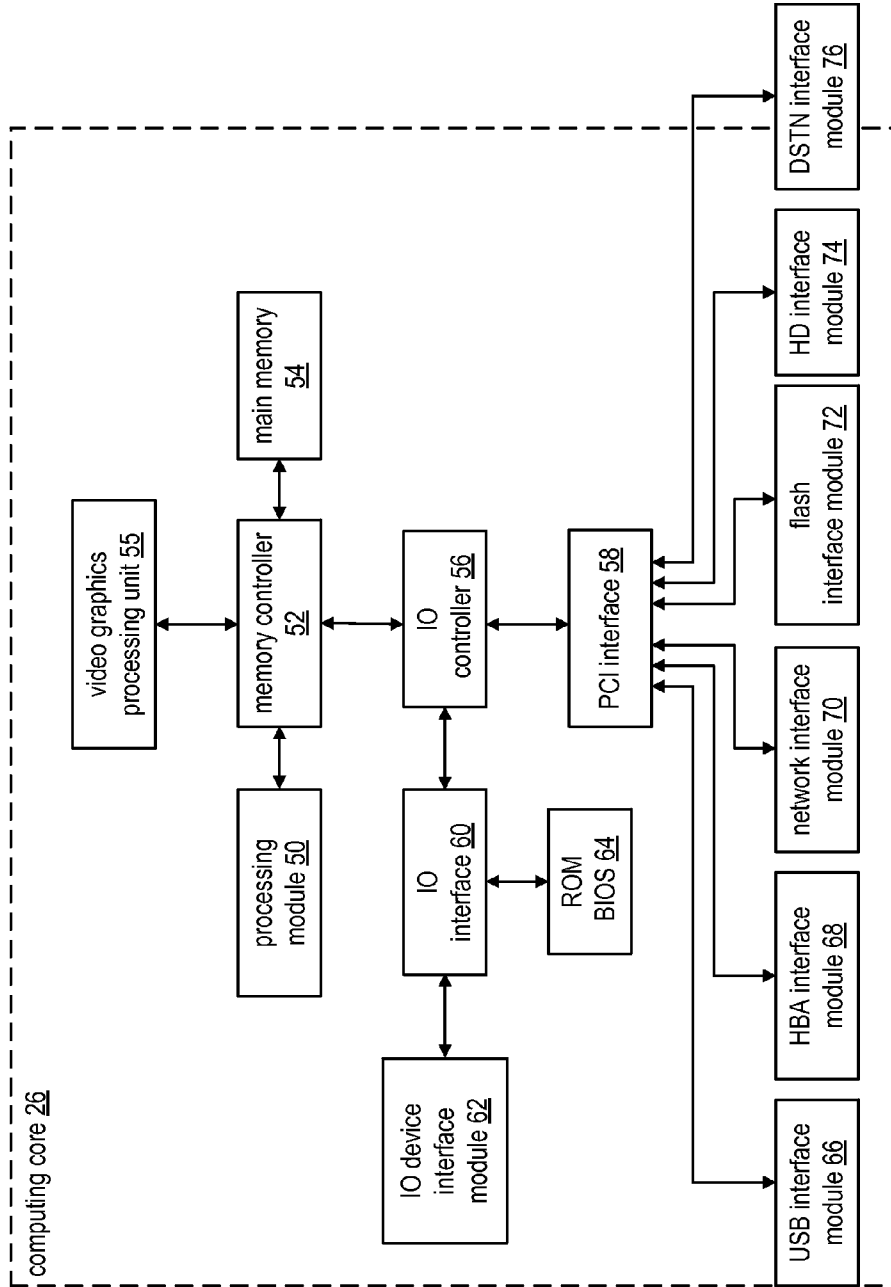 computing core 26
video graphics
processing unit 55
processing
module 50
memory controller
52
main memory
54
IO device
interface
module 62
IO
interface 60
IO
controller 56
ROM
BIOS 64
PCI interface 58
USB interface
module 66
HBA interface
module 68
network interface
module 70
flash
interface module 72
HD interface
module 74
DSTN interface
module 76